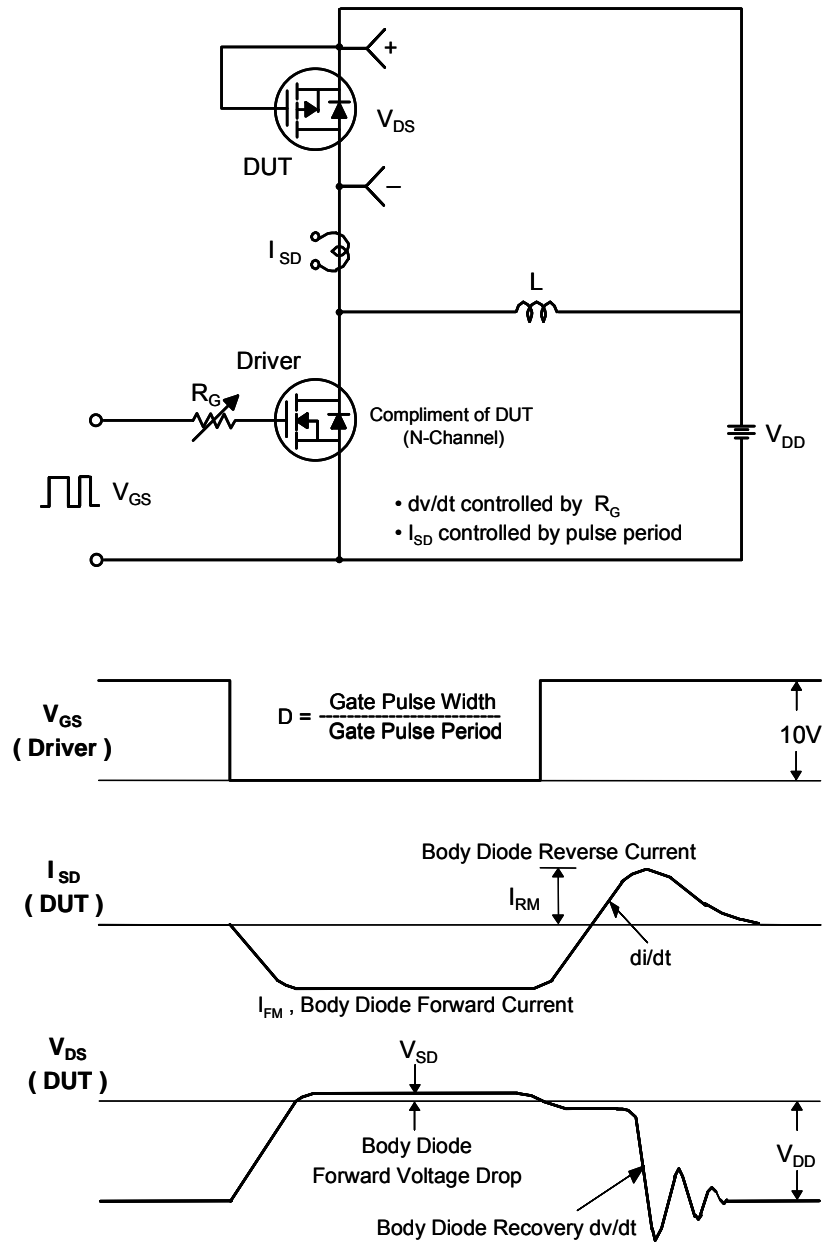 +
V_DS
DUT
–
I_SD
L
Driver
R_G
Compliment of DUT
(N-Channel)
V_DD
V_GS
• dv/dt controlled by R_G
• I_SD controlled by pulse period
V_GS
( Driver )
D = Gate Pulse Width
Gate Pulse Period
10V
I_SD
( DUT )
Body Diode Reverse Current
I_RM
di/dt
I_FM , Body Diode Forward Current
V_DS
( DUT )
V_SD
Body Diode
Forward Voltage Drop
V_DD
Body Diode Recovery dv/dt